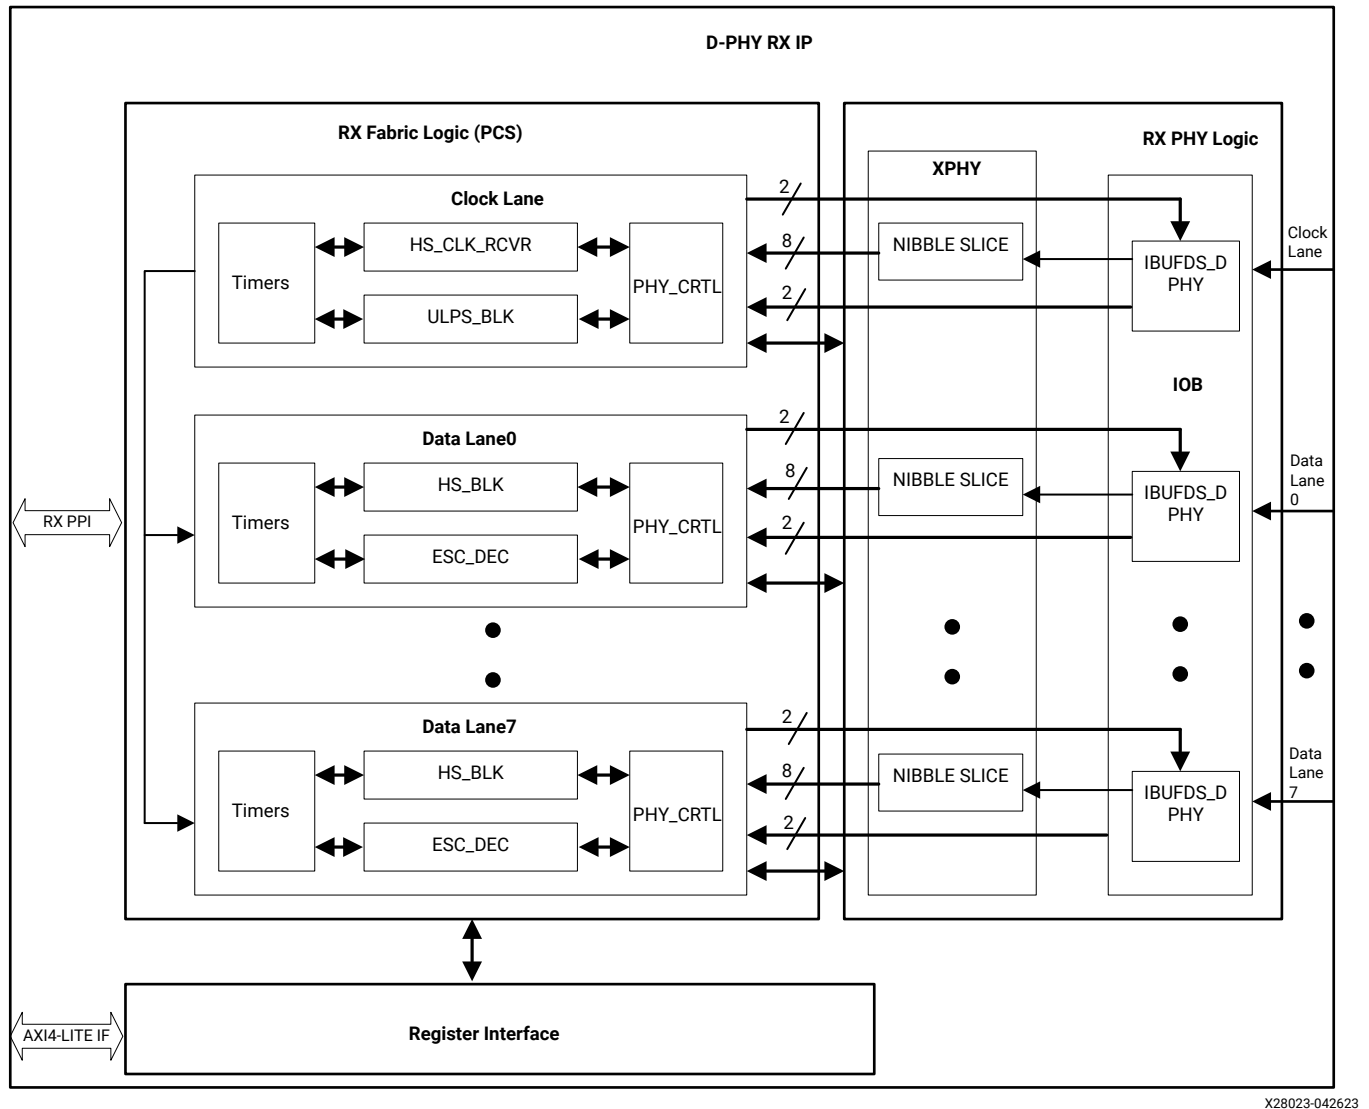 D-PHY RX IP
RX Fabric Logic (PCS)
RX PHY Logic
XPHY
Clock Lane
Timers
HS_CLK_RCVR
ULPS_BLK
PHY_CRTL
2
8
2
NIBBLE SLICE
IBUFDS_D
PHY
Clock
Lane
IOB
Data Lane0
Timers
HS_BLK
ESC_DEC
PHY_CRTL
2
8
2
NIBBLE SLICE
IBUFDS_D
PHY
Data
Lane
0
RX PPI
Data Lane7
Timers
HS_BLK
ESC_DEC
PHY_CRTL
2
8
2
NIBBLE SLICE
IBUFDS_D
PHY
Data
Lane
7
Register Interface
AXI4-LITE IF
X28023-042623